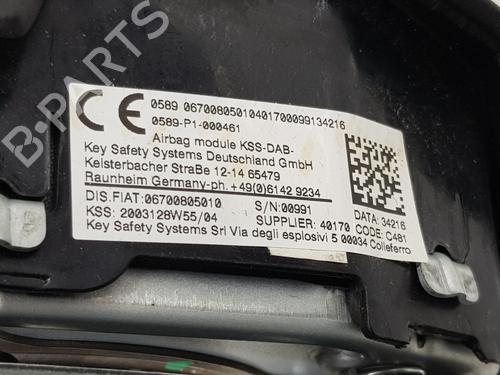 B-PARTS
CE 0589 0670080501040170009913 4216
0589-P1-000461
Airbag module KSS-DAB-
Key Safety Systems Deutschland GmbH
Kelsterbacher StraBe 12-14 65479
Raunheim Germany-ph. +49(0)6142 9234
DIS.FIAT: 06700805010 S/N: 00991 DATA: 34216
KSS: 2003128W55/04 SUPPLIER: 40170 CODE: C481
Key Safety Systems Srl Via degli esplosivi 5 00034 Colleferro